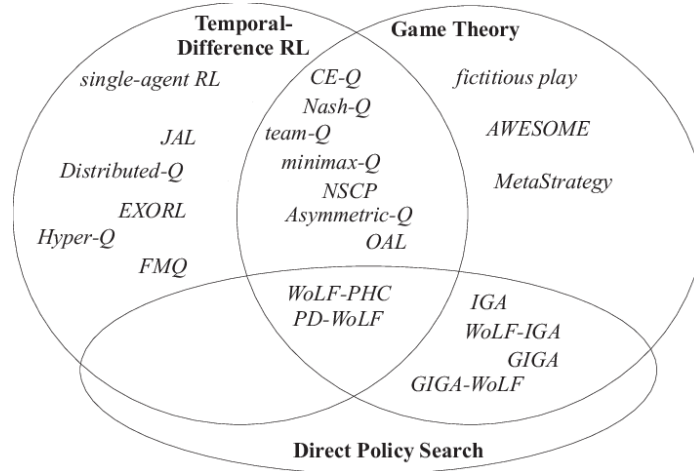 Temporal-
Difference RL
Game Theory
single-agent RL
JAL
Distributed-Q
EXORL
Hyper-Q
FMQ
CE-Q
Nash-Q
team-Q
minimax-Q
NSCP
Asymmetric-Q
OAL
fictitious play
AWESOME
MetaStrategy
WoLF-PHC
PD-WoLF
IGA
WoLF-IGA
GIGA
GIGA-WoLF
Direct Policy Search